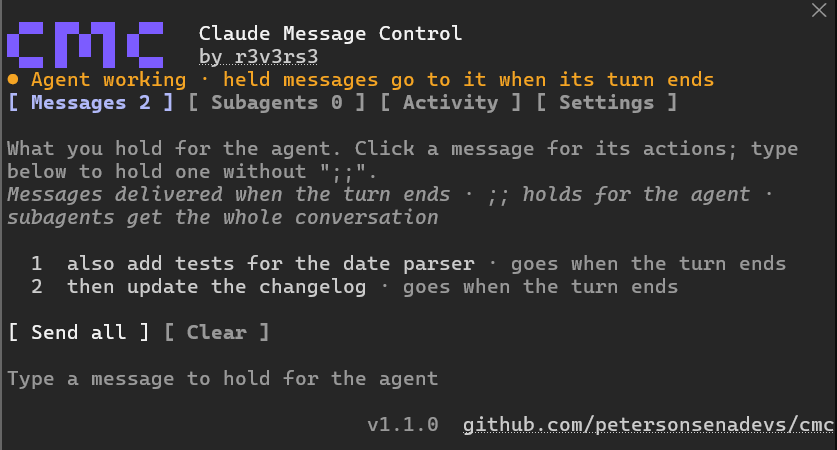 CMC
Claude Message Control
by r3v3rs3
● Agent working · held messages go to it when its turn ends
[ Messages 2 ] [ Subagents 0 ] [ Activity ] [ Settings ]
What you hold for the agent. Click a message for its actions; type
below to hold one without ";;".
Messages delivered when the turn ends · ;; holds for the agent ·
subagents get the whole conversation
1 also add tests for the date parser · goes when the turn ends
2 then update the changelog · goes when the turn ends
[ Send all ] [ Clear ]
Type a message to hold for the agent
v1.1.0 github.com/petersonsenadevs/cmc